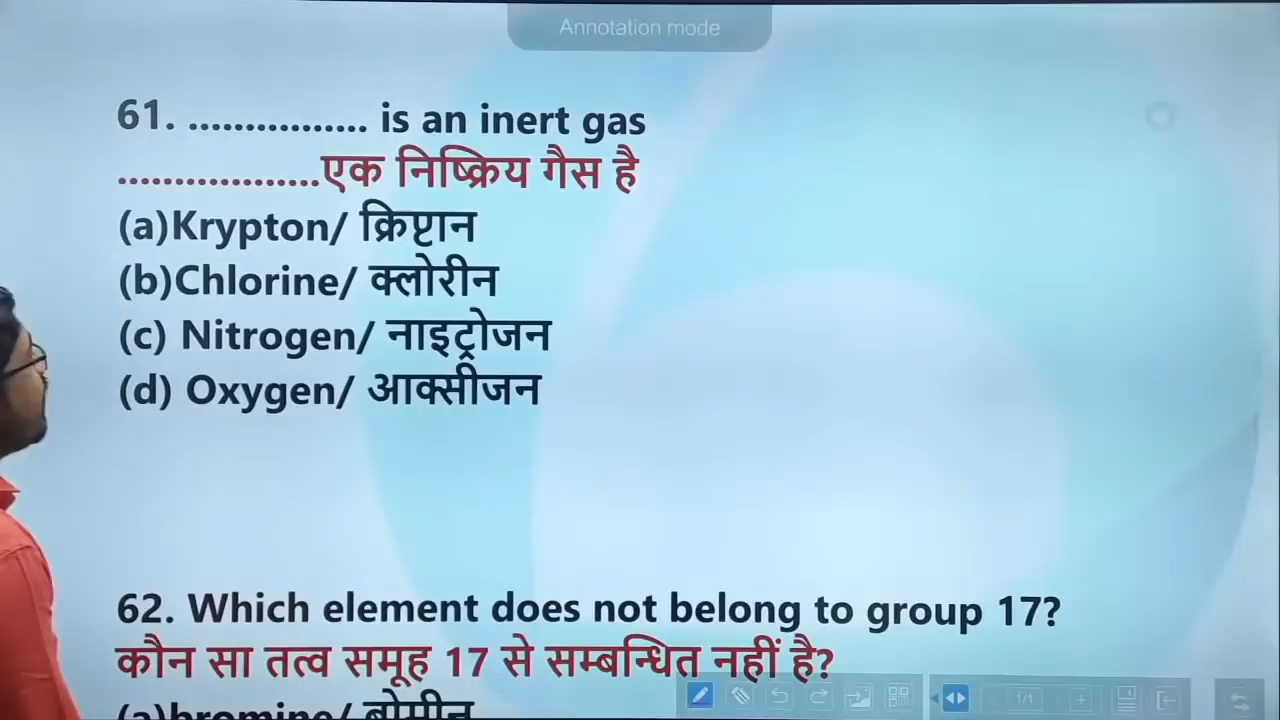 Annotation mode
61. ................ is an inert gas
..................एक निष्क्रिय गैस है
(a)Krypton/ क्रिप्टान
(b)Chlorine/ क्लोरीन
(c) Nitrogen/ नाइट्रोजन
(d) Oxygen/ आक्सीजन
62. Which element does not belong to group 17?
कौन सा तत्व समूह 17 से सम्बन्धित नहीं है?
(a)bromine/ ब्रोमीन
1/1